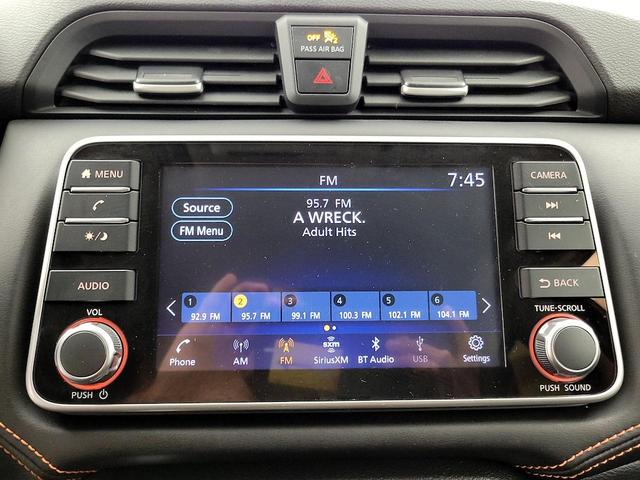 OFF 2
PASS AIR BAG
MENU
CAMERA
FM
7:45
Source
95.7 FM
A WRECK.
FM Menu
Adult Hits
AUDIO
BACK
1 2 3 4 5 6
92.9 FM 95.7 FM 99.1 FM 100.3 FM 102.1 FM 104.1 FM
VOL
TUNE-SCROLL
sxm
Phone AM FM SiriusXM BT Audio USB Settings
PUSH
PUSH SOUND